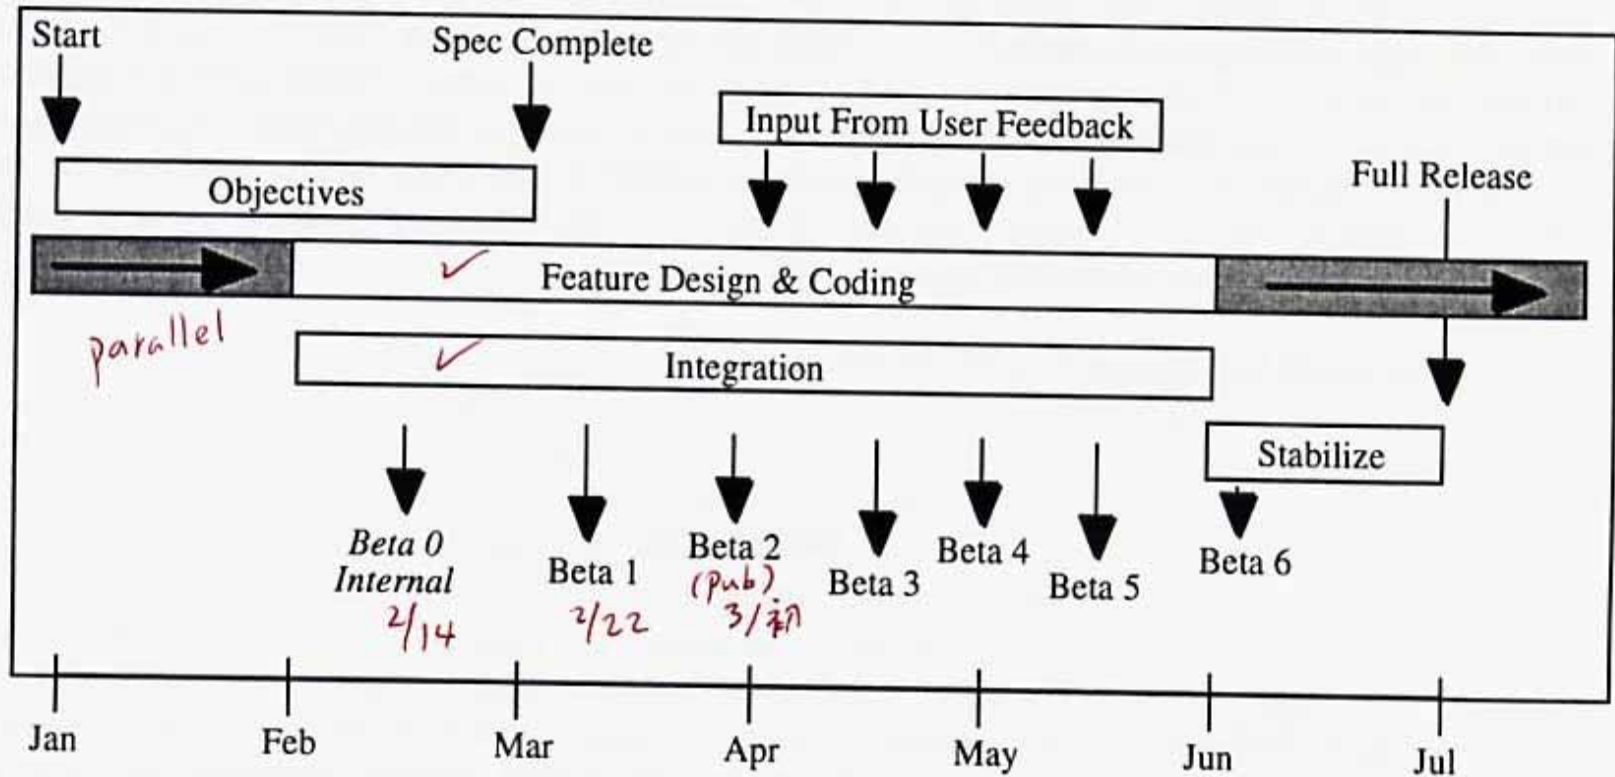 Start
Spec Complete
Input From User Feedback
Full Release
Objectives
Feature Design & Coding
parallel
Integration
Stabilize
Beta 0
Internal
2/14
Beta 1
2/22
Beta 2
(pub)
3/初
Beta 3
Beta 4
Beta 5
Beta 6
Jan
Feb
Mar
Apr
May
Jun
Jul